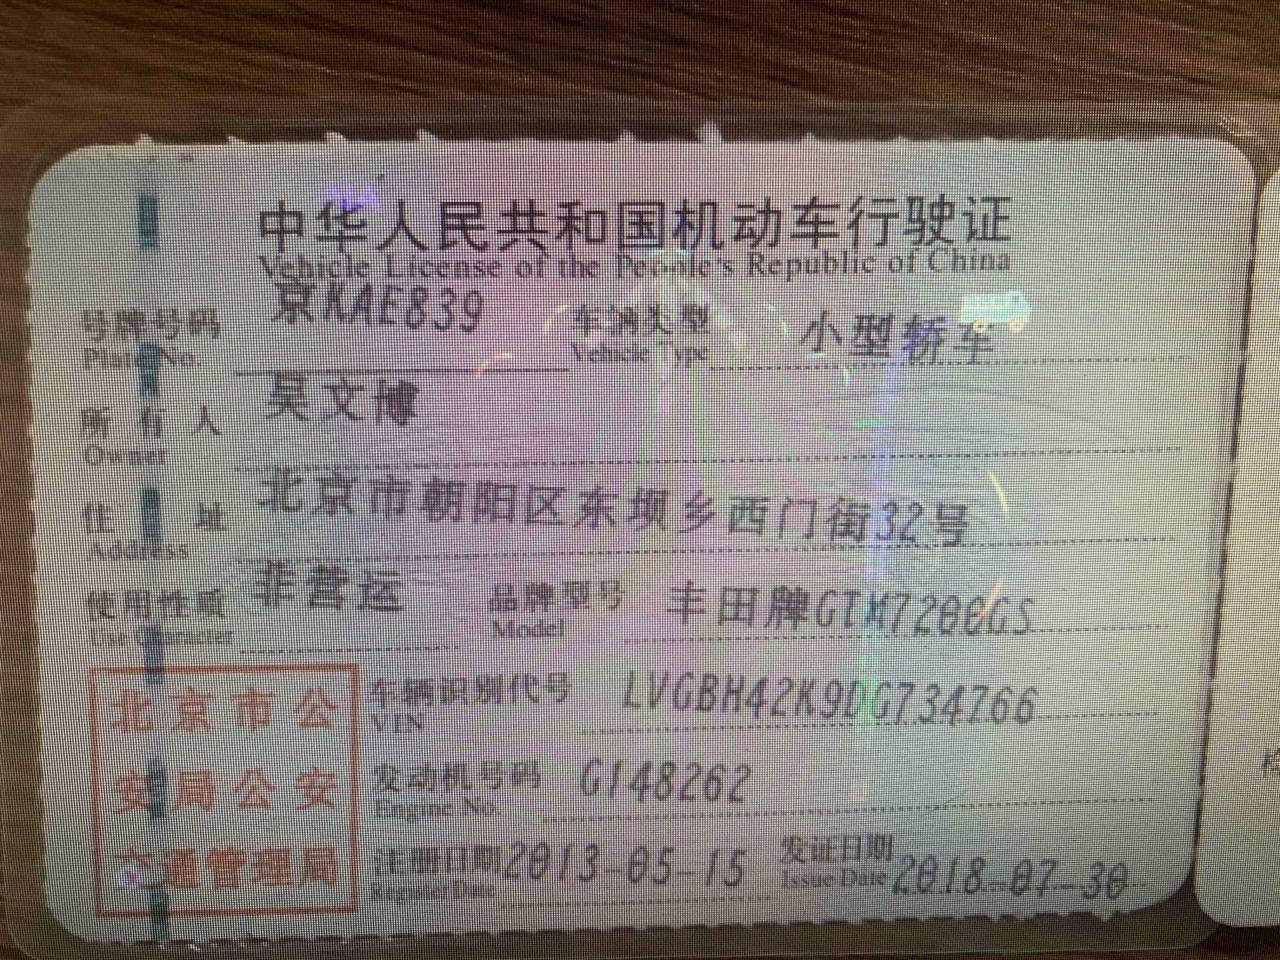 中华人民共和国机动车行驶证
Vehicle License of the People's Republic of China
号牌号码 京KAE839 车辆类型 小型轿车
Plate No. Vehicle Type
所有人 吴文博
Owner
住址 北京市朝阳区东坝乡西门街32号
Address
使用性质 非营运 品牌型号 丰田牌GTM7200GS
Use Character Model
北京市公
安局公安
交通管理局
车辆识别代号 LVGBH42K9DG734766
VIN
发动机号码 G148262
Engine No.
注册日期 2013-05-15 发证日期 2018-07-30
Register Date Issue Date